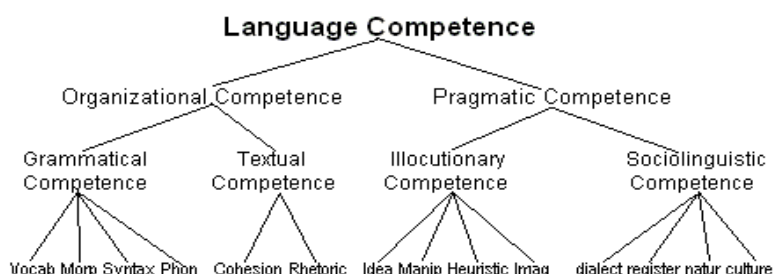 Language Competence
Organizational Competence Pragmatic Competence
Grammatical Textual Illocutionary Sociolinguistic
Competence Competence Competence Competence
Vocab Morp Syntax Phon Cohesion Rhetoric Idea Manip Heuristic Imag dialect register natur culture